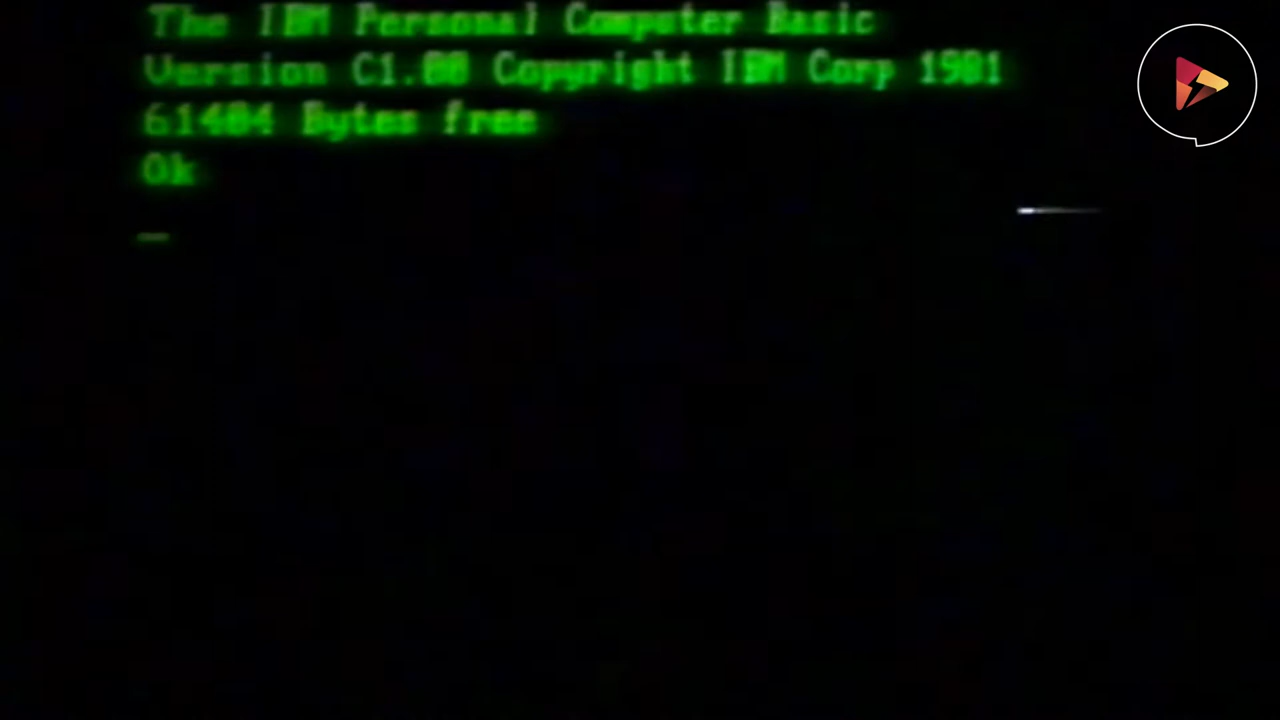 The IBM Personal Computer Basic
Version C1.00 Copyright IBM Corp 1981
61404 Bytes free
Ok